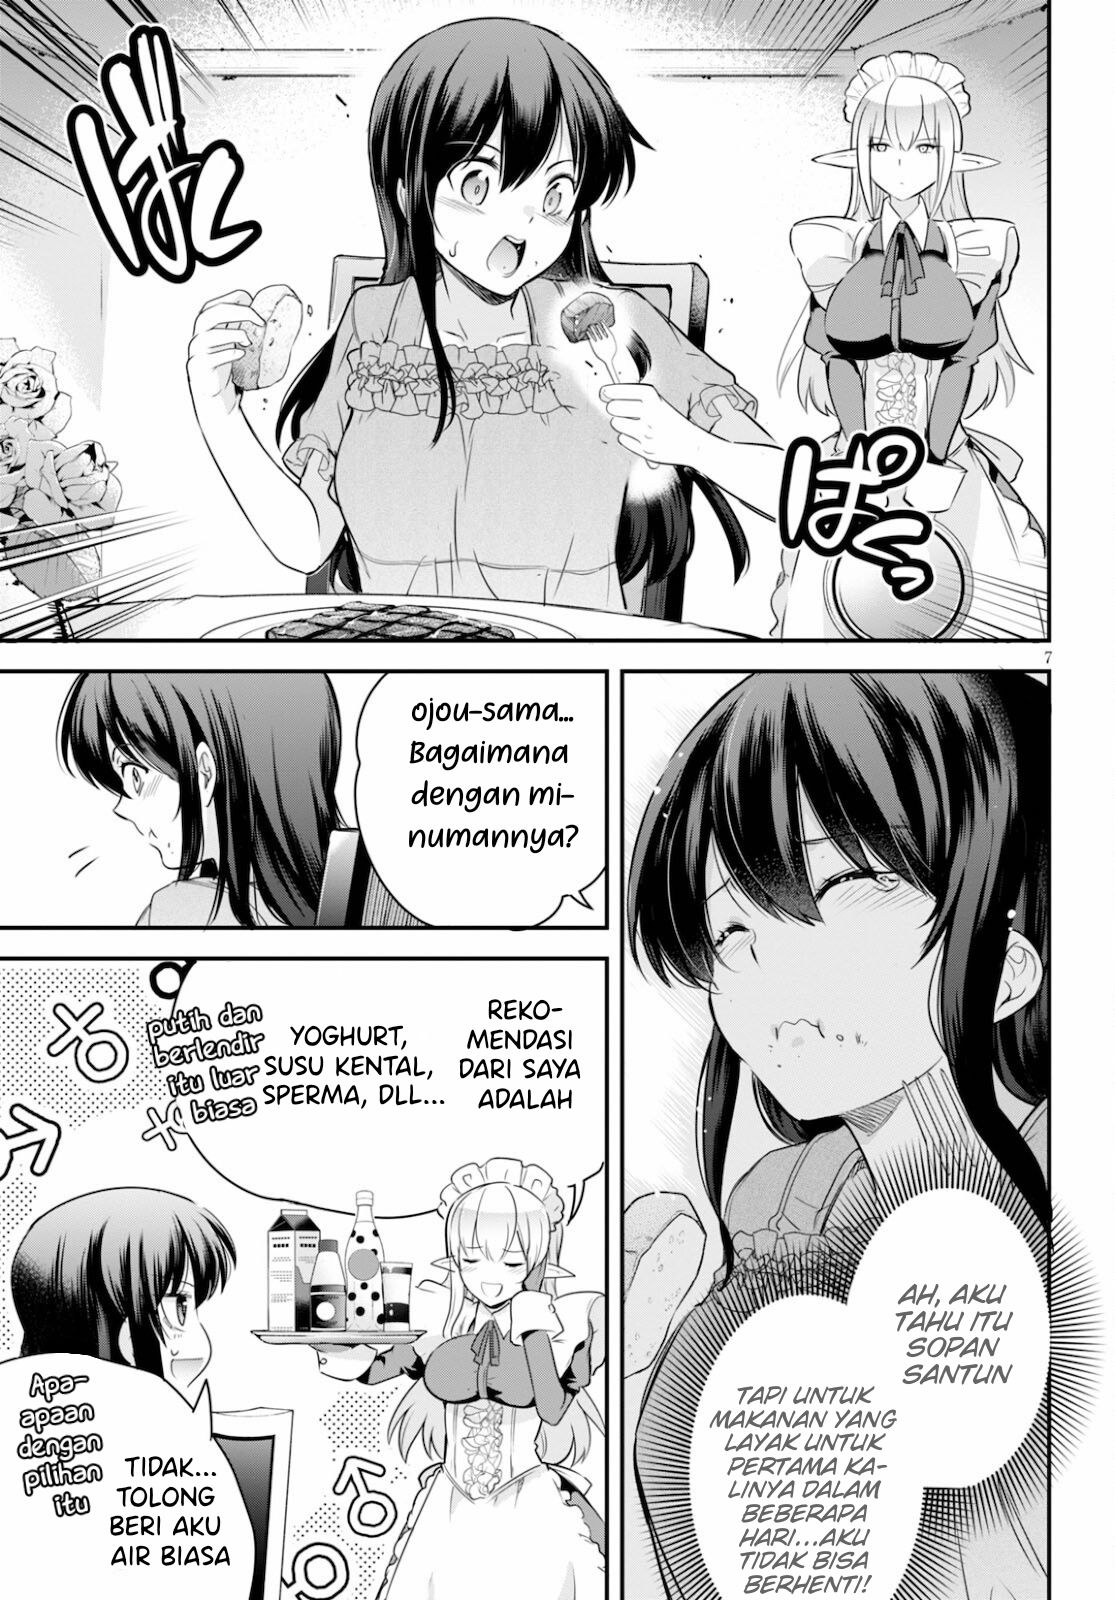 ぱく
ぱくっ
7
AH, AKU
TAHU ITU
SOPAN
SANTUN
TAPI UNTUK
MAKANAN YANG
LAYAK UNTUK
PERTAMA KA-
LINYA DALAM
BEBERAPA
HARI...AKU
TIDAK BISA
BERHENTI!
ojou-sama...
Bagaimana
dengan mi-
numannya?
REKO-
MENDASI
DARI SAYA
ADALAH
YOGHURT,
SUSU KENTAL,
SPERMA, DLL...
putih dan
berlendir
itu luar
biasa
Apa-
apaan
dengan
pilihan
itu
TIDAK...
TOLONG
BERI AKU
AIR BIASA